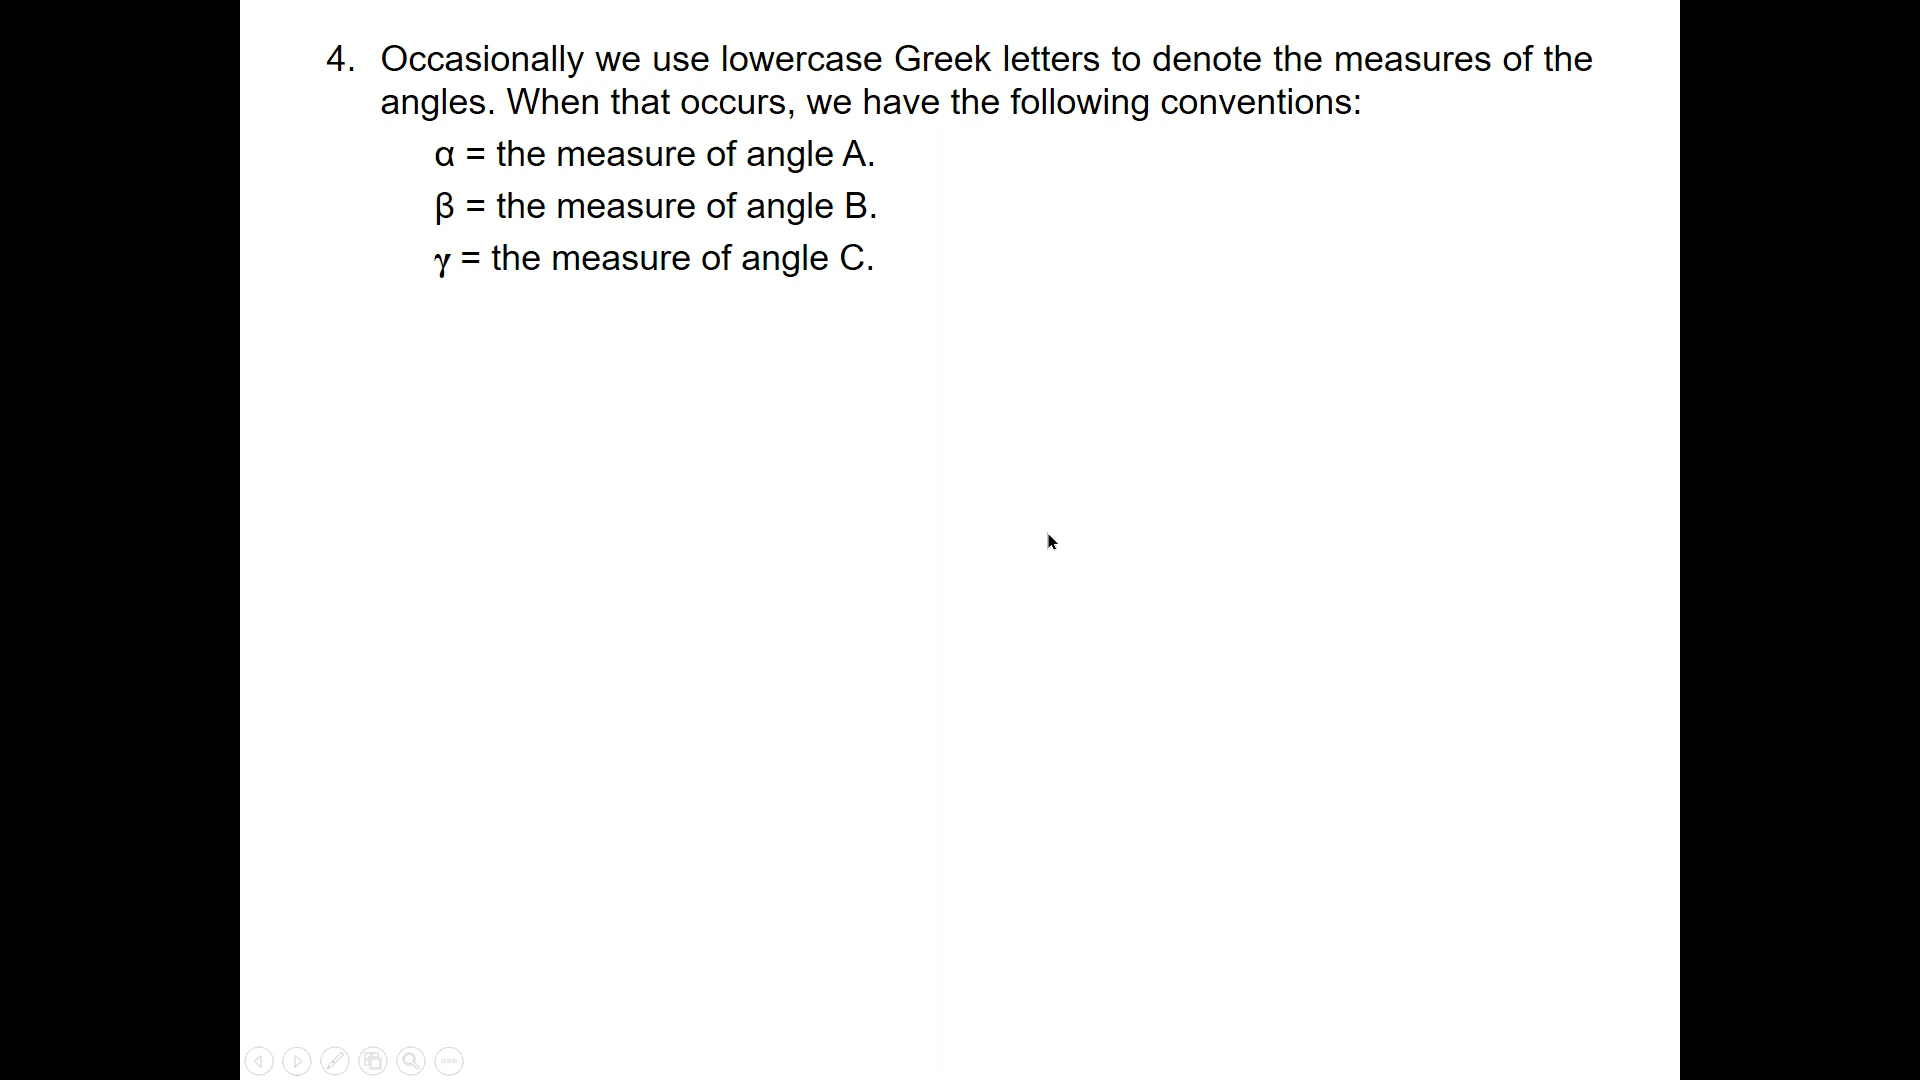 4. Occasionally we use lowercase Greek letters to denote the measures of the
angles. When that occurs, we have the following conventions:
α = the measure of angle A.
β = the measure of angle B.
γ = the measure of angle C.